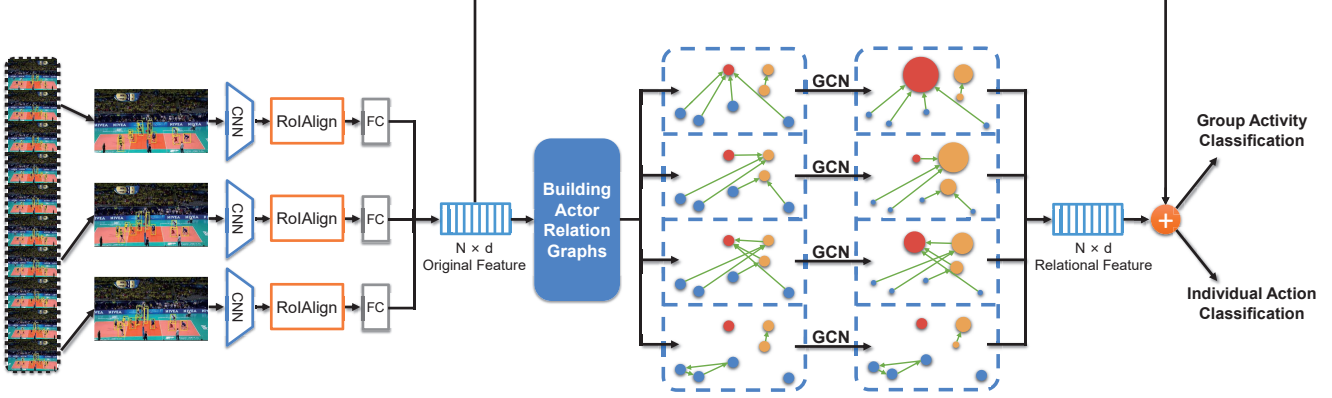 CNN
RoIAlign
FC
CNN
RoIAlign
FC
CNN
RoIAlign
FC
N × d
Original Feature
Building
Actor
Relation
Graphs
GCN
GCN
GCN
GCN
N × d
Relational Feature
+
Group Activity
Classification
Individual Action
Classification